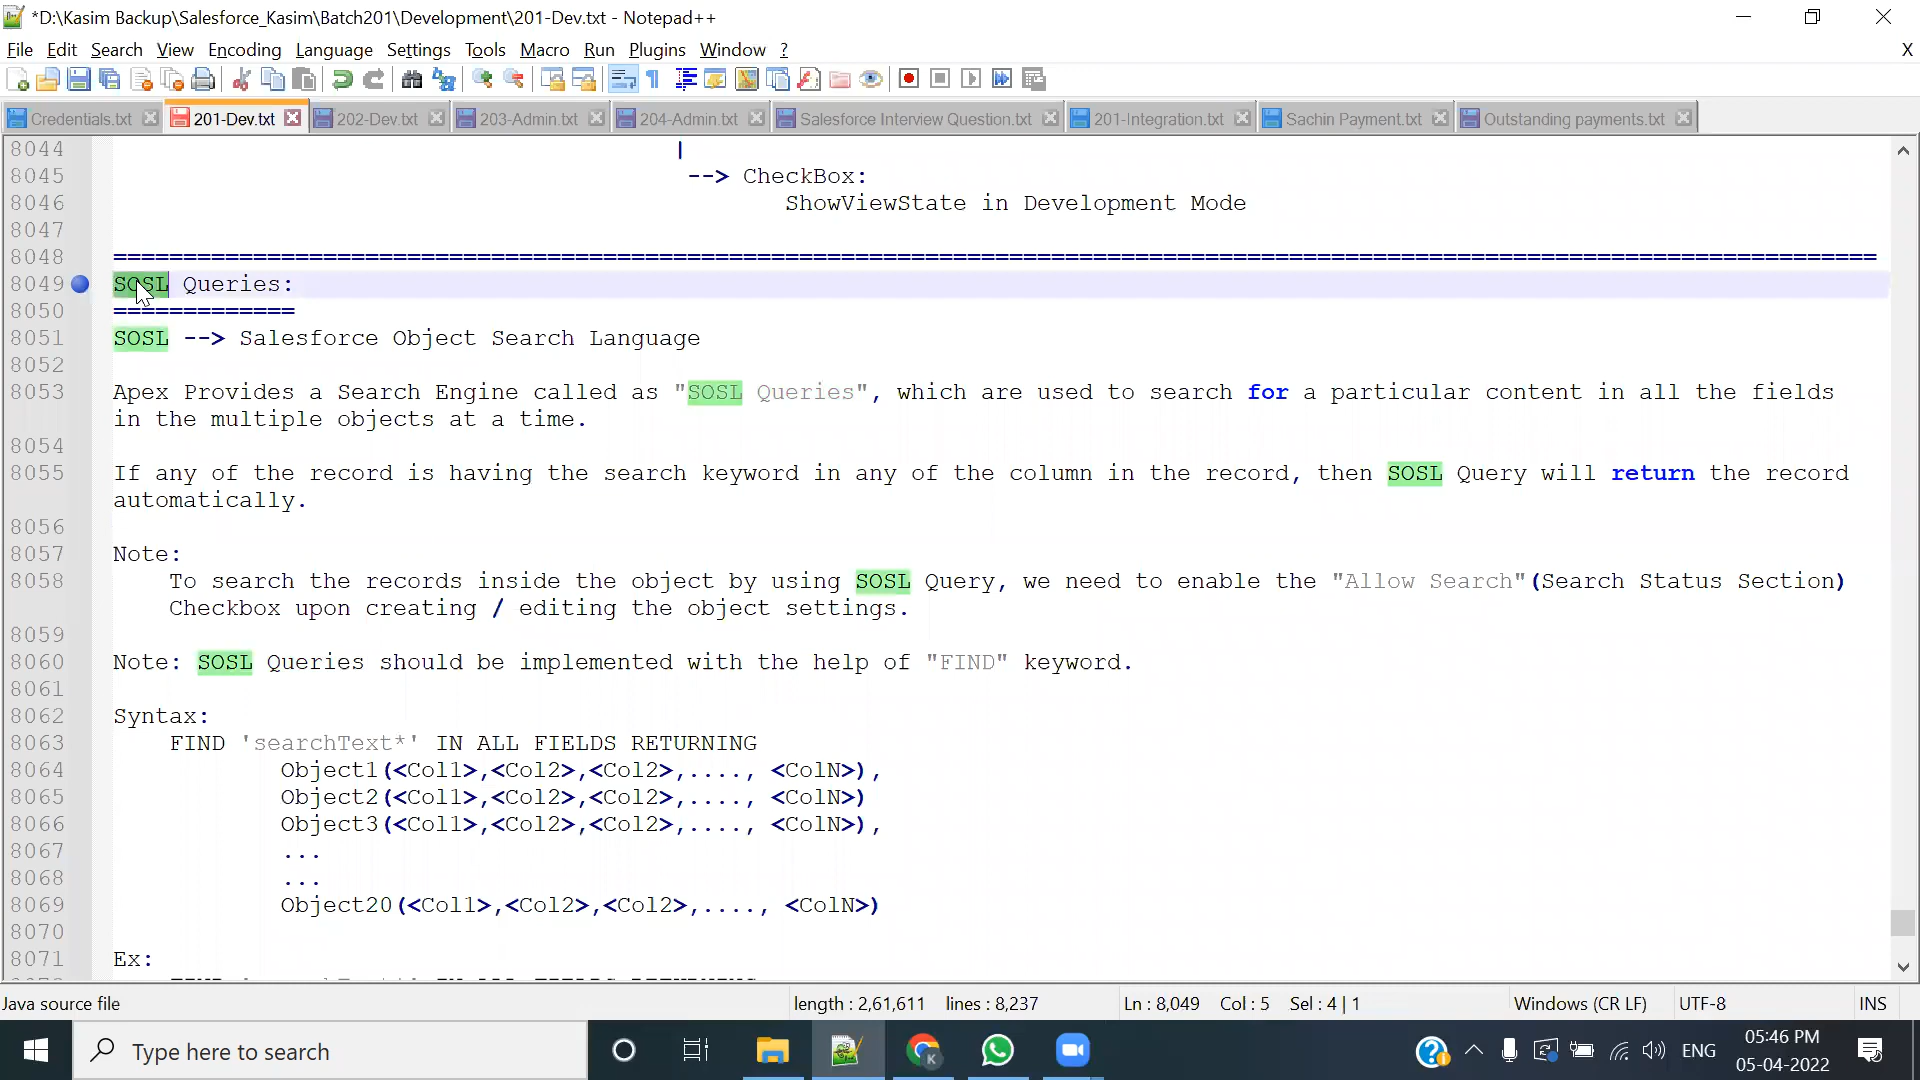 *D:\Kasim Backup\Salesforce_Kasim\Batch201\Development\201-Dev.txt - Notepad++
File Edit Search View Encoding Language Settings Tools Macro Run Plugins Window ? X
Credentials.txt 201-Dev.txt 202-Dev.txt 203-Admin.txt 204-Admin.txt Salesforce Interview Question.txt 201-Integration.txt Sachin Payment.txt Outstanding payments.txt
8044 |
8045 --> CheckBox:
8046 ShowViewState in Development Mode
8047
8048 ==============================================================================================================================
8049 SOSL Queries:
8050 =============
8051 SOSL --> Salesforce Object Search Language
8052
8053 Apex Provides a Search Engine called as "SOSL Queries", which are used to search for a particular content in all the fields
in the multiple objects at a time.
8054
8055 If any of the record is having the search keyword in any of the column in the record, then SOSL Query will return the record
automatically.
8056
8057 Note:
8058 To search the records inside the object by using SOSL Query, we need to enable the "Allow Search"(Search Status Section)
Checkbox upon creating / editing the object settings.
8059
8060 Note: SOSL Queries should be implemented with the help of "FIND" keyword.
8061
8062 Syntax:
8063 FIND 'searchText*' IN ALL FIELDS RETURNING
8064 Object1(<Col1>,<Col2>,<Col2>,...., <ColN>),
8065 Object2(<Col1>,<Col2>,<Col2>,...., <ColN>)
8066 Object3(<Col1>,<Col2>,<Col2>,...., <ColN>),
8067 ...
8068 ...
8069 Object20(<Col1>,<Col2>,<Col2>,...., <ColN>)
8070
8071 Ex:
Java source file length : 2,61,611 lines : 8,237 Ln : 8,049 Col : 5 Sel : 4 | 1 Windows (CR LF) UTF-8 INS
Type here to search K ENG 05:46 PM
05-04-2022